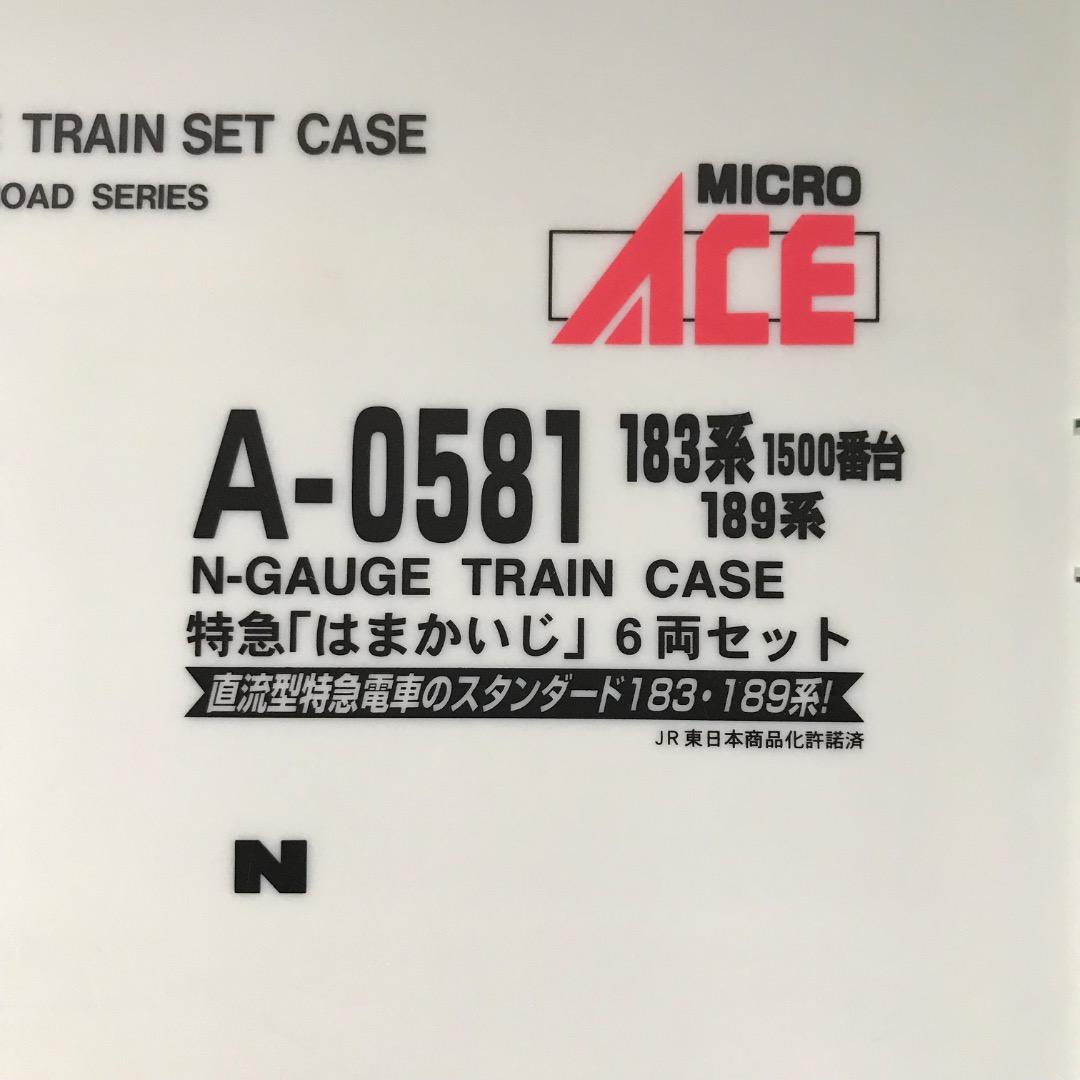 TRAIN SET CASE
OAD SERIES
MICRO
ACE
A-0581 183系 1500番台
189系
N-GAUGE TRAIN CASE
特急「はまかいじ」6両セット
直流型特急電車のスタンダード183・189系!
JR東日本商品化許諾済
N